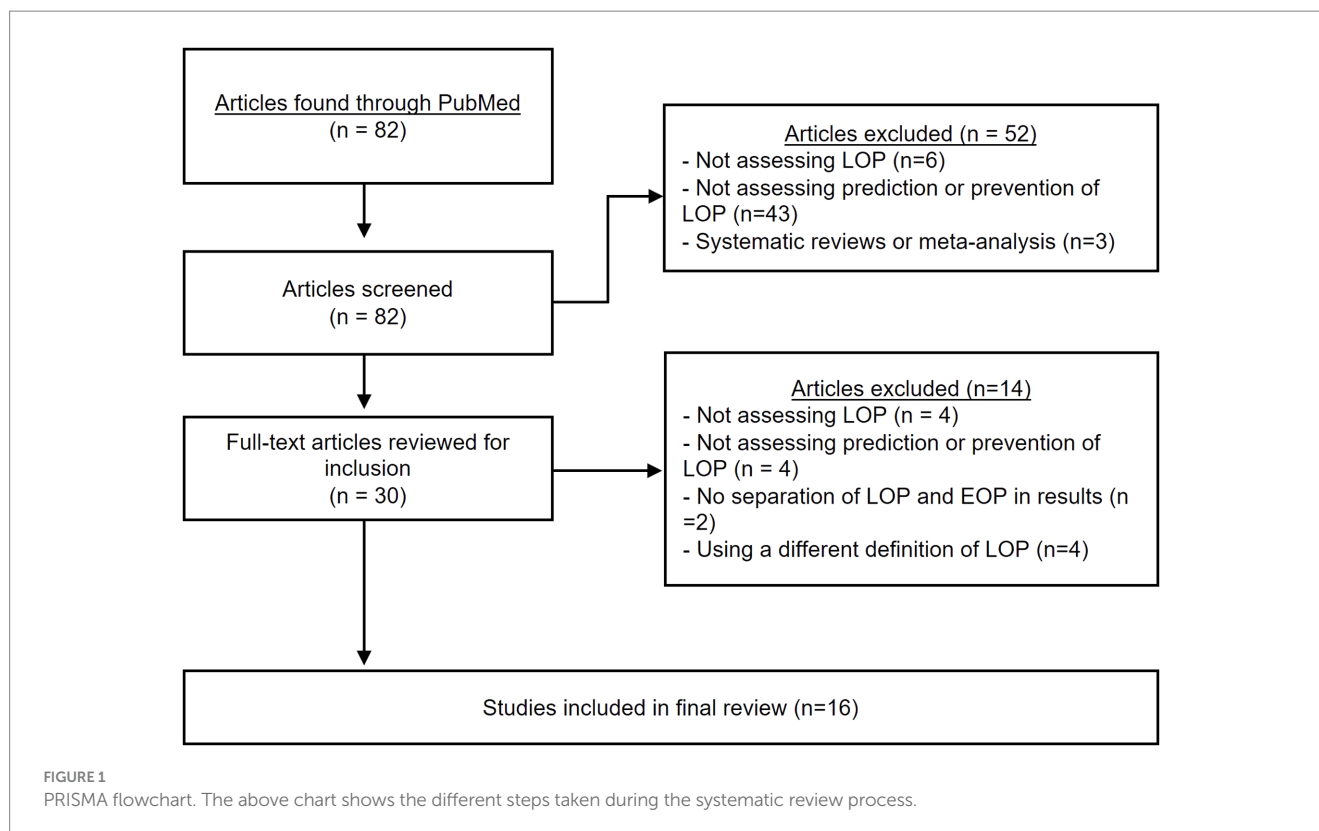 Articles found through PubMed
(n = 82)
Articles excluded (n = 52)
- Not assessing LOP (n=6)
- Not assessing prediction or prevention of
LOP (n=43)
- Systematic reviews or meta-analysis (n=3)
Articles screened
(n = 82)
Articles excluded (n=14)
- Not assessing LOP (n = 4)
- Not assessing prediction or prevention of
LOP (n = 4)
- No separation of LOP and EOP in results (n
=2)
- Using a different definition of LOP (n=4)
Full-text articles reviewed for
inclusion
(n = 30)
Studies included in final review (n=16)
FIGURE 1
PRISMA flowchart. The above chart shows the different steps taken during the systematic review process.